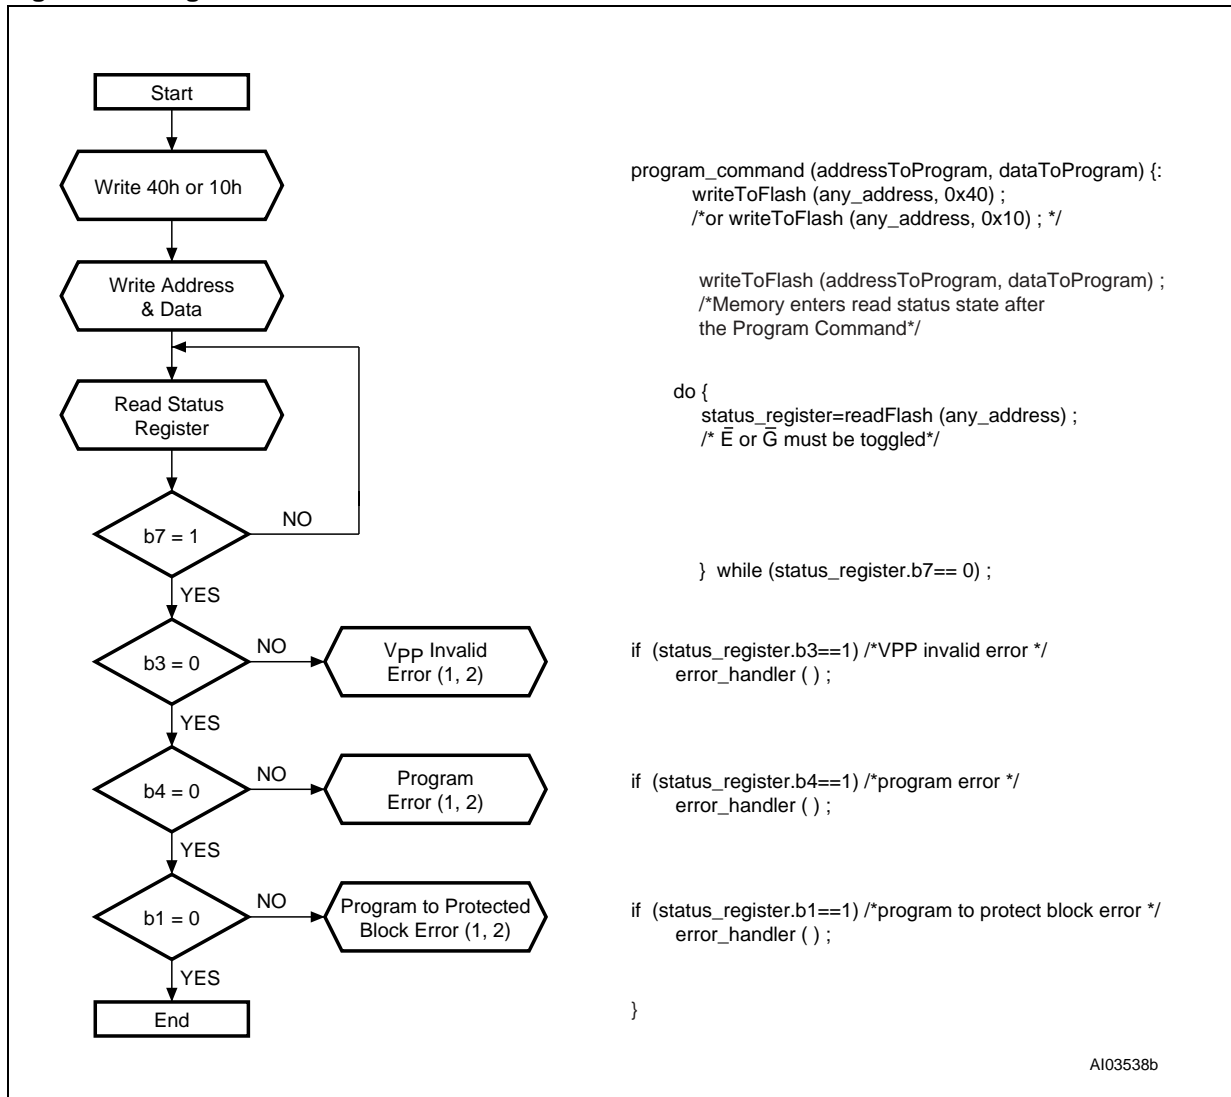 Start
Write 40h or 10h
Write Address
& Data
Read Status
Register
b7 = 1
NO
YES
b3 = 0
NO
VPP Invalid
Error (1, 2)
YES
b4 = 0
NO
Program
Error (1, 2)
YES
b1 = 0
NO
Program to Protected
Block Error (1, 2)
YES
End
program_command (addressToProgram, dataToProgram) {:
writeToFlash (any_address, 0x40) ;
/*or writeToFlash (any_address, 0x10) ; */
writeToFlash (addressToProgram, dataToProgram) ;
/*Memory enters read status state after
the Program Command*/
do {
status_register=readFlash (any_address) ;
/* E̅ or G̅ must be toggled*/
} while (status_register.b7== 0) ;
if (status_register.b3==1) /*VPP invalid error */
error_handler ( ) ;
if (status_register.b4==1) /*program error */
error_handler ( ) ;
if (status_register.b1==1) /*program to protect block error */
error_handler ( ) ;
}
AI03538b